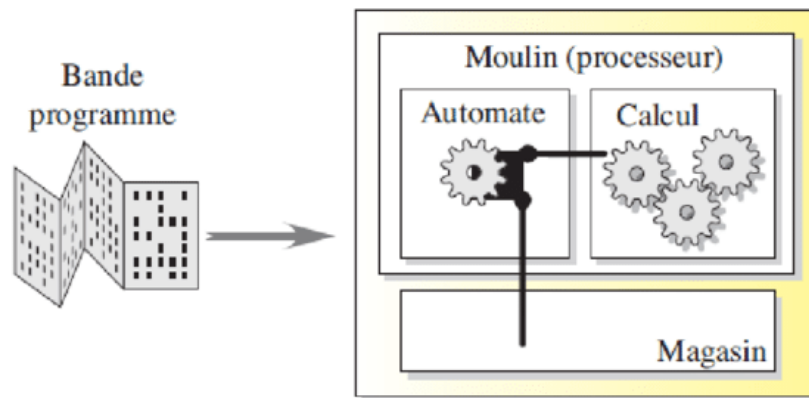 Bande
programme
Moulin (processeur)
Automate
Calcul
Magasin